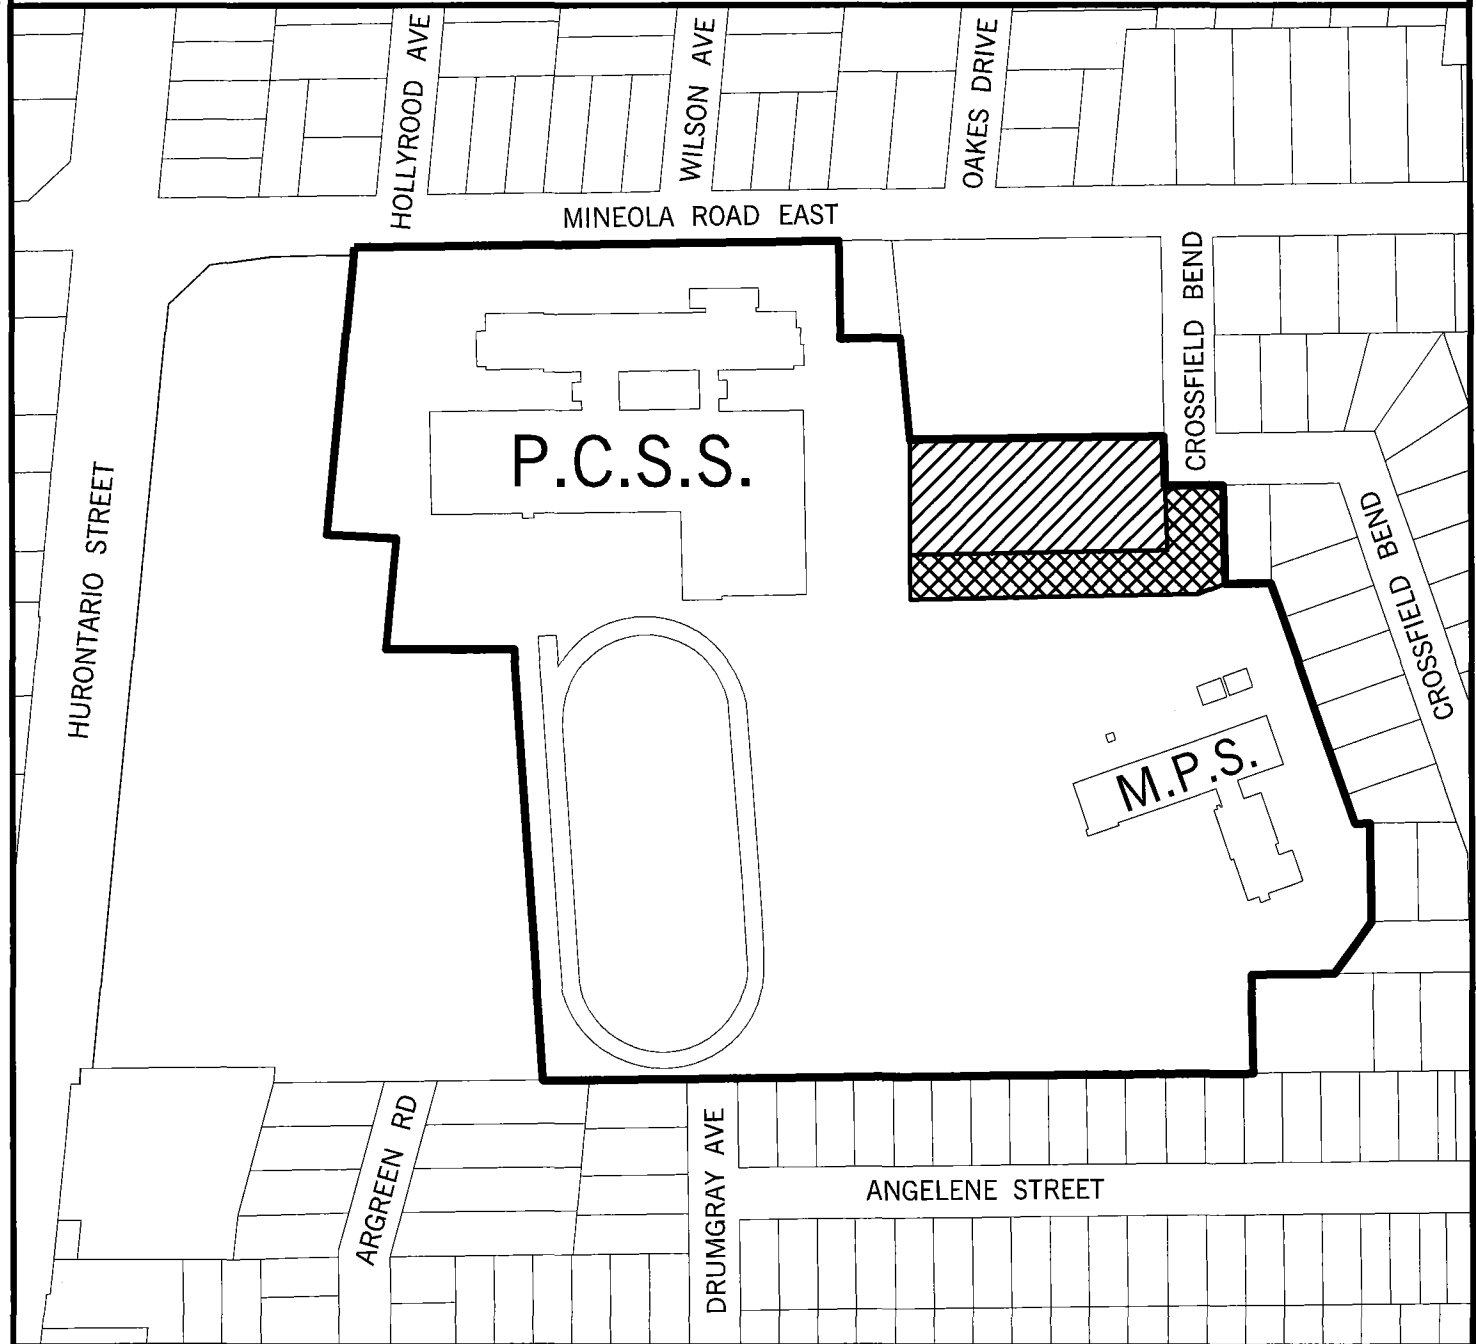 HOLLYROOD AVE
WILSON AVE
OAKES DRIVE
MINEOLA ROAD EAST
CROSSFIELD BEND
P.C.S.S.
HURONTARIO STREET
CROSSFIELD BEND
M.P.S.
ARGREEN RD
DRUMGRAY AVE
ANGELENE STREET